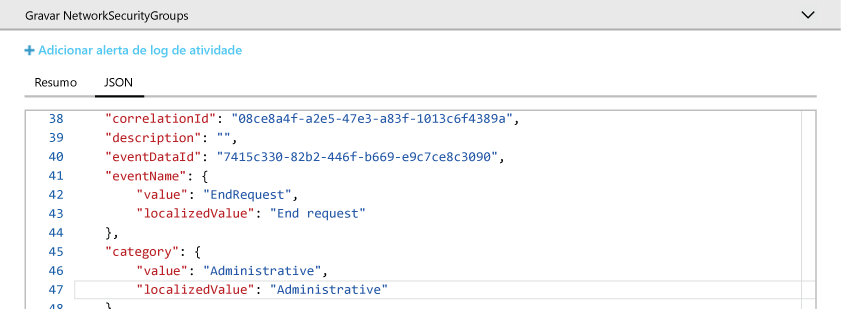 Gravar NetworkSecurityGroups
+ Adicionar alerta de log de atividade
Resumo JSON
38 "correlationId": "08ce8a4f-a2e5-47e3-a83f-1013c6f4389a",
39 "description": "",
40 "eventDataId": "7415c330-82b2-446f-b669-e9c7ce8c3090",
41 "eventName": {
42 "value": "EndRequest",
43 "localizedValue": "End request"
44 },
45 "category": {
46 "value": "Administrative",
47 "localizedValue": "Administrative"
48 }